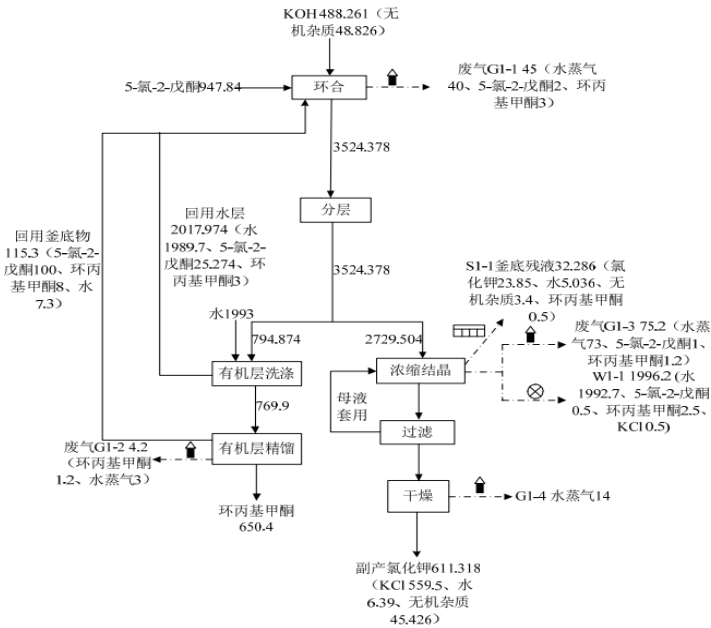 KOH 488.261（无
机杂质48.826）
5-氯-2-戊酮947.84
环合
废气G1-1 45（水蒸气
40、5-氯-2-戊酮2、环丙
基甲酮3）
3524.378
分层
回用釜底物
115.3（5-氯-2-
戊酮100、环丙
基甲酮8、水
7.3）
回用水层
2017.974（水
1989.7、5-氯-2-
戊酮25.274、环
丙基甲酮3）
3524.378
S1-1釜底残液32.286（氯
化钾23.85、水5.036、无
机杂质3.4、环丙基甲酮
0.5）
水1993
794.874
2729.504
废气G1-3 75.2（水蒸
气73、5-氯-2-戊酮1、
环丙基甲酮1.2）
W1-1 1996.2（水
1992.7、5-氯-2-戊酮
0.5、环丙基甲酮2.5、
KCl 0.5）
有机层洗涤
浓缩结晶
769.9
母液
套用
有机层精馏
过滤
废气G1-2 4.2
（环丙基甲酮
1.2、水蒸气3）
干燥
G1-4 水蒸气14
环丙基甲酮
650.4
副产氯化钾611.318
（KCl 559.5、水
6.39、无机杂质
45.426）